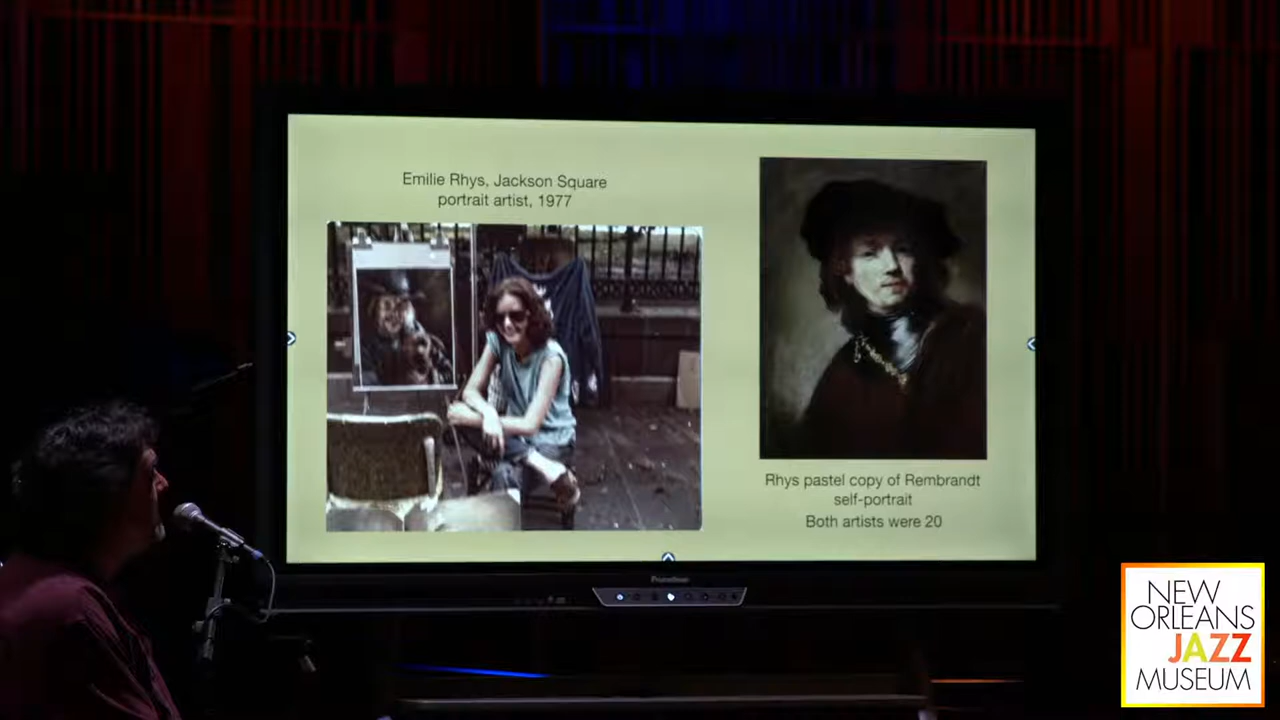 Emilie Rhys, Jackson Square
portrait artist, 1977
Rhys pastel copy of Rembrandt
self-portrait
Both artists were 20
Promethean
NEW
ORLEANS
JAZZ
MUSEUM